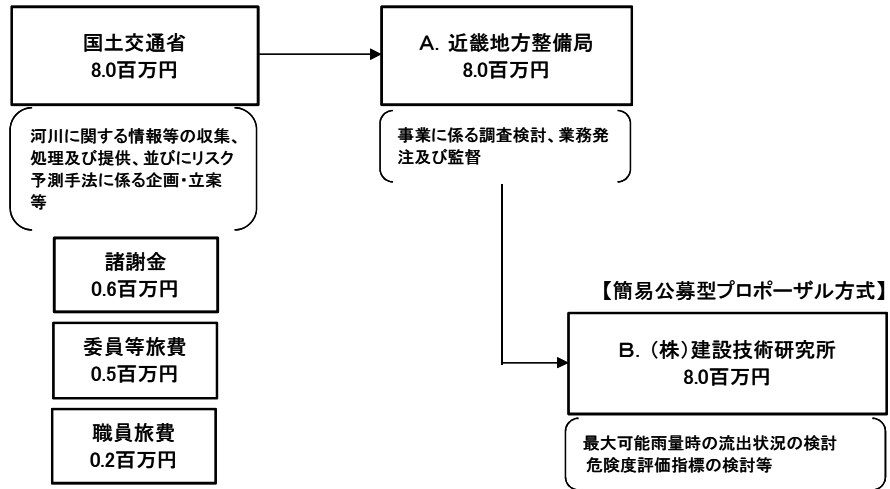 国土交通省
8.0百万円
河川に関する情報等の収集、
処理及び提供、並びにリスク
予測手法に係る企画・立案
等
諸謝金
0.6百万円
委員等旅費
0.5百万円
職員旅費
0.2百万円
A．近畿地方整備局
8.0百万円
事業に係る調査検討、業務発
注及び監督
【簡易公募型プロポーザル方式】
B．（株）建設技術研究所
8.0百万円
最大可能雨量時の流出状況の検討
危険度評価指標の検討等